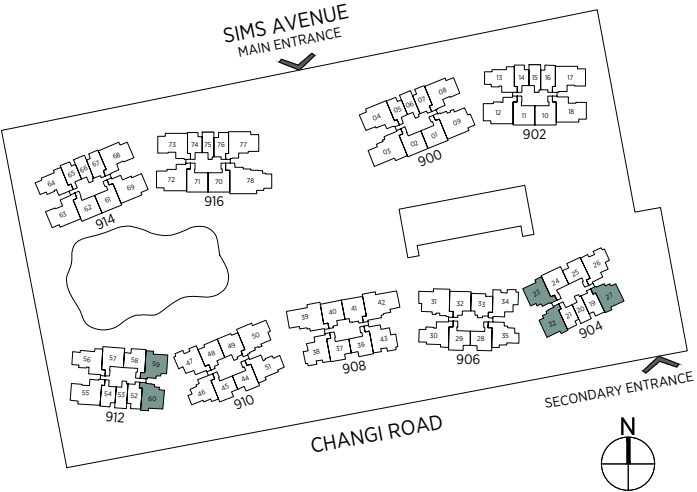 SIMS AVENUE
MAIN ENTRANCE
13 14 15 16 17
12 11 10 18
902
04 05 06 07 08
03 02 01 09
900
73 74 75 76 77
72 71 70 78
916
64 65 66 67 68
63 62 61 69
914
23 24 25 26
22 21 20 19 27
904
31 32 33 34
30 29 28 35
906
39 40 41 42
38 37 36 43
908
47 48 49 50
46 45 44 51
910
56 57 58 59
55 54 53 52 60
912
SECONDARY ENTRANCE
CHANGI ROAD
N